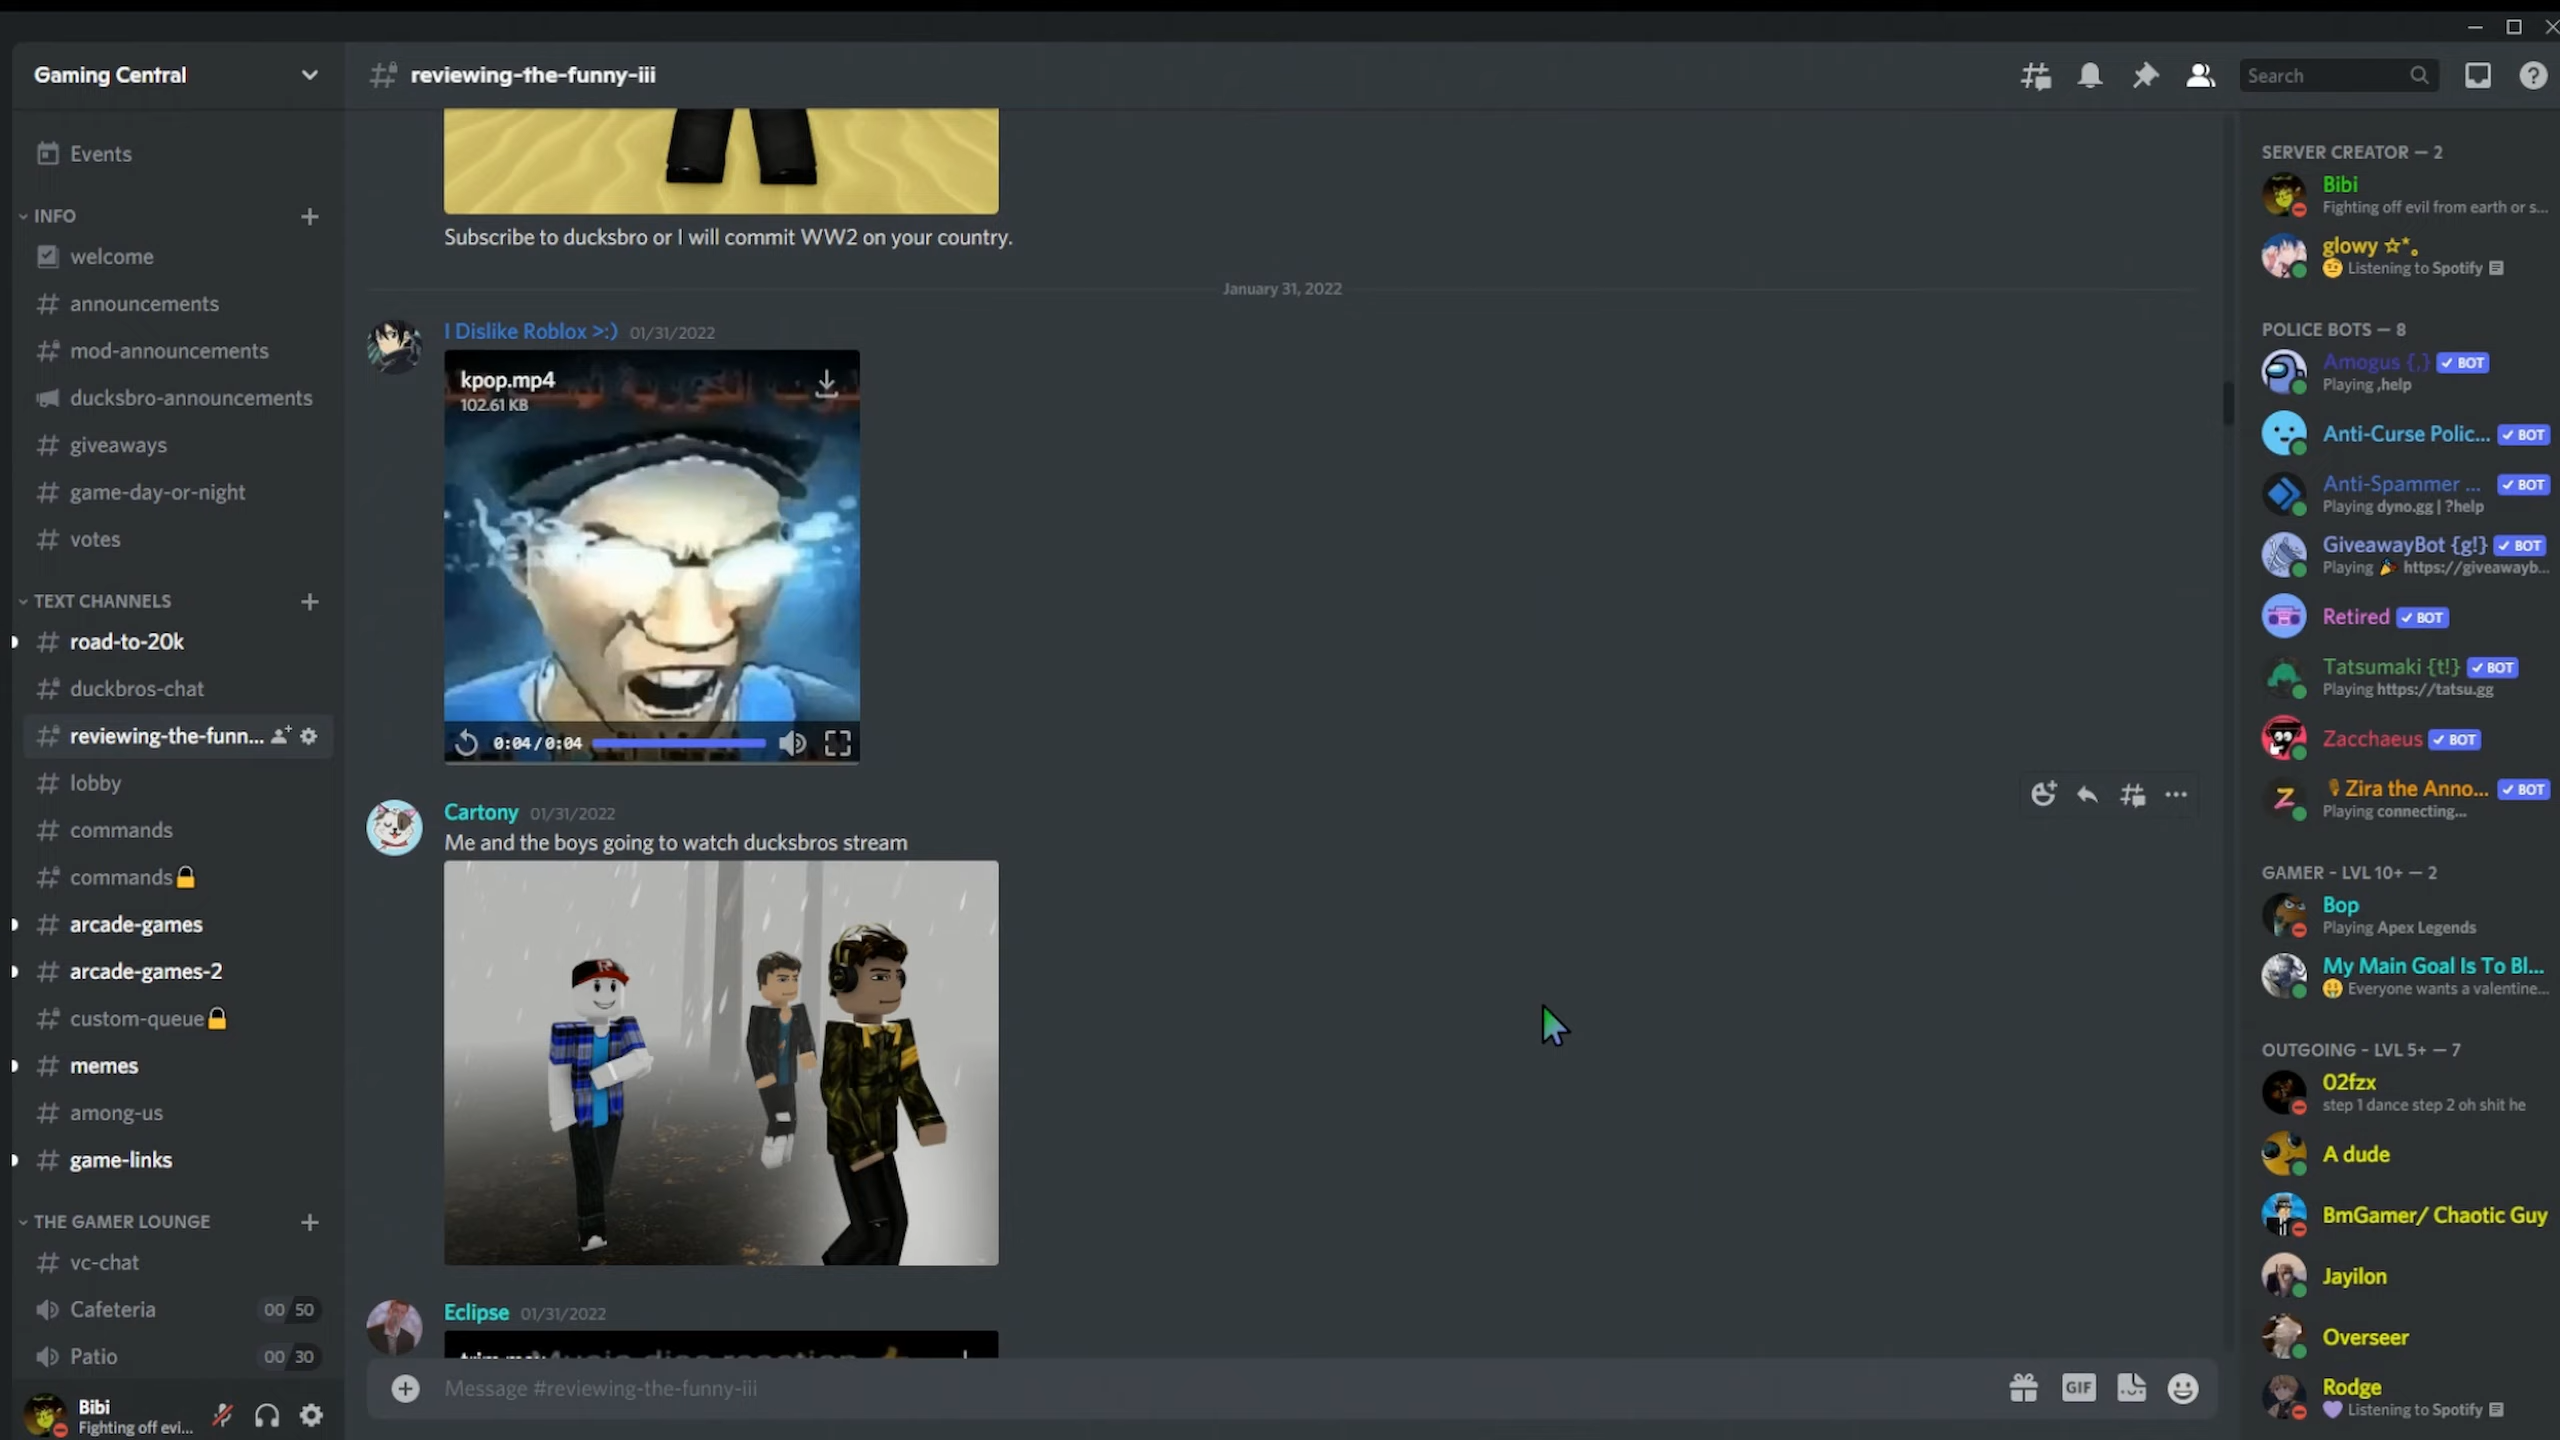 Gaming Central
Events
INFO
welcome
announcements
mod-announcements
ducksbro-announcements
giveaways
game-day-or-night
votes
TEXT CHANNELS
road-to-20k
duckbros-chat
reviewing-the-funn...
lobby
commands
commands🔒
arcade-games
arcade-games-2
custom-queue🔒
memes
among-us
game-links
THE GAMER LOUNGE
vc-chat
Cafeteria 00 50
Patio 00 30
Bibi
Fighting off evi...
reviewing-the-funny-iii
Search
Subscribe to ducksbro or I will commit WW2 on your country.
January 31, 2022
I Dislike Roblox >:) 01/31/2022
kpop.mp4
102.61 KB
0:04/0:04
Cartony 01/31/2022
Me and the boys going to watch ducksbros stream
Eclipse 01/31/2022
Message #reviewing-the-funny-iii
GIF
SERVER CREATOR — 2
Bibi
Fighting off evil from earth or s...
glowy ☆*。
Listening to Spotify
POLICE BOTS — 8
Amogus {,} ✓ BOT
Playing ,help
Anti-Curse Polic... ✓ BOT
Anti-Spammer ... ✓ BOT
Playing dyno.gg | ?help
GiveawayBot {g!} ✓ BOT
Playing 🎉 https://giveawayb...
Retired ✓ BOT
Tatsumaki {t!} ✓ BOT
Playing https://tatsu.gg
Zacchaeus ✓ BOT
Zira the Anno... ✓ BOT
Playing connecting...
GAMER - LVL 10+ — 2
Bop
Playing Apex Legends
My Main Goal Is To Bl...
Everyone wants a valentine...
OUTGOING - LVL 5+ — 7
02fzx
step 1 dance step 2 oh shit he
A dude
BmGamer/ Chaotic Guy
Jayilon
Overseer
Rodge
Listening to Spotify